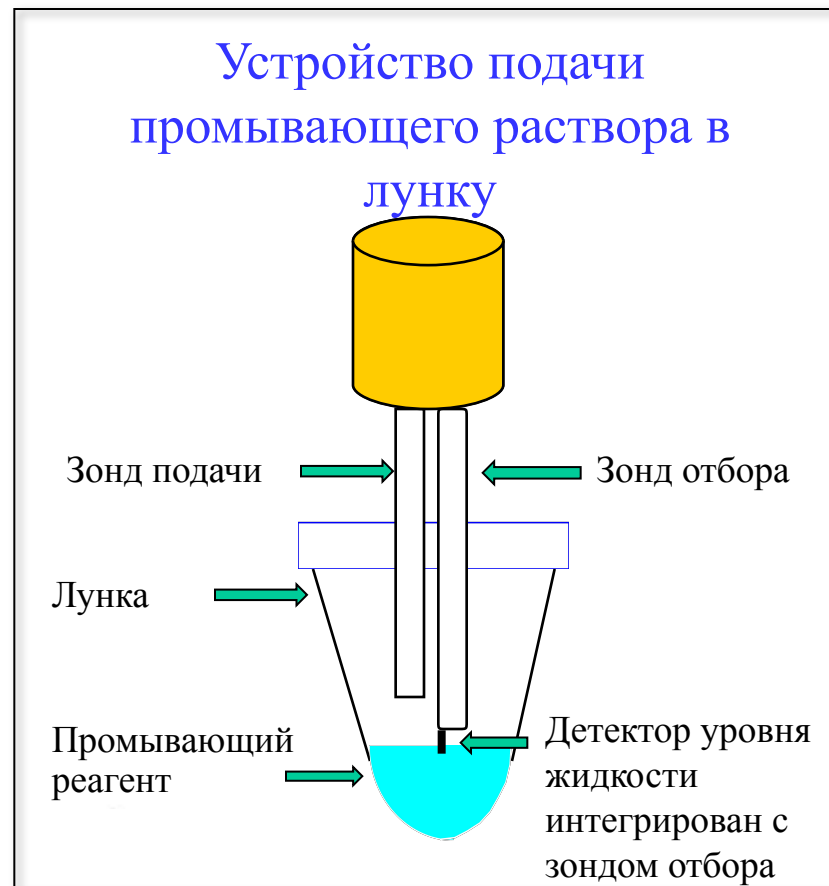 Устройство подачи
промывающего раствора в
лунку
Зонд подачи
Зонд отбора
Лунка
Промывающий
реагент
Детектор уровня
жидкости
интегрирован с
зондом отбора